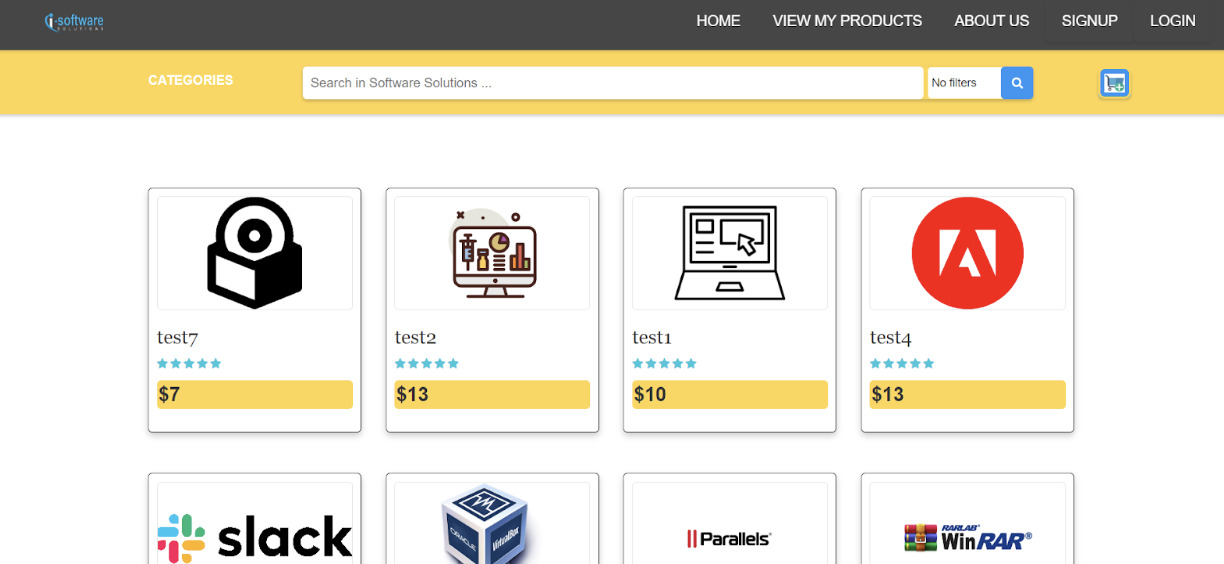 i-software
SOLUTIONS
HOME
VIEW MY PRODUCTS
ABOUT US
SIGNUP
LOGIN
CATEGORIES
Search in Software Solutions ...
No filters
test7
$7
test2
$13
test1
$10
test4
$13
slack
ORACLE
VirtualBox
Parallels®
RARLAB®
WinRAR®